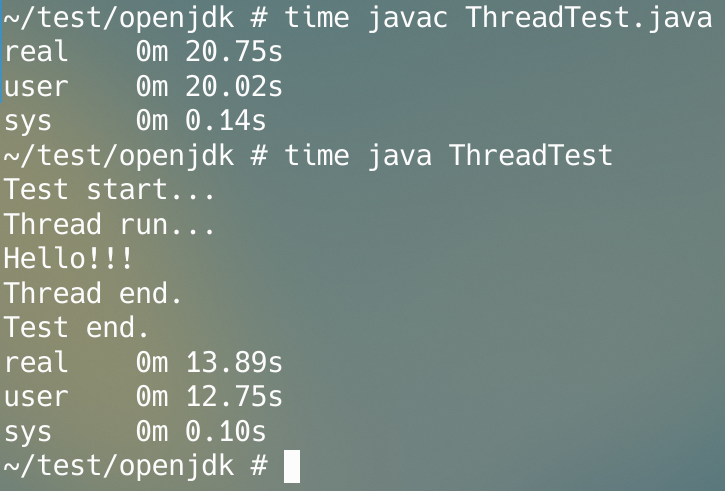 ~/test/openjdk # time javac ThreadTest.java
real    0m 20.75s
user    0m 20.02s
sys     0m 0.14s
~/test/openjdk # time java ThreadTest
Test start...
Thread run...
Hello!!!
Thread end.
Test end.
real    0m 13.89s
user    0m 12.75s
sys     0m 0.10s
~/test/openjdk #